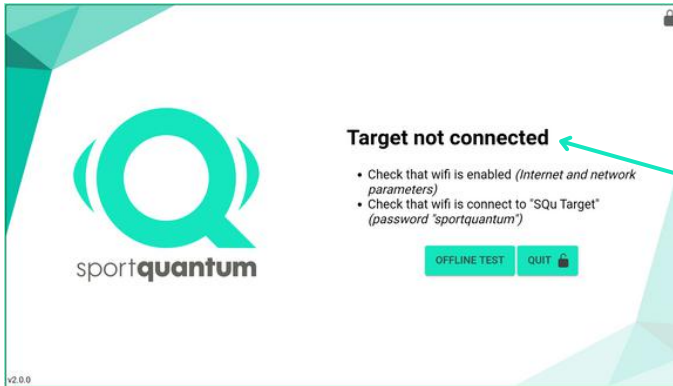 Target not connected
• Check that wifi is enabled (Internet and network
parameters)
• Check that wifi is connect to "SQu Target"
(password "sportquantum")
sportquantum
OFFLINE TEST
QUIT
v2.0.0